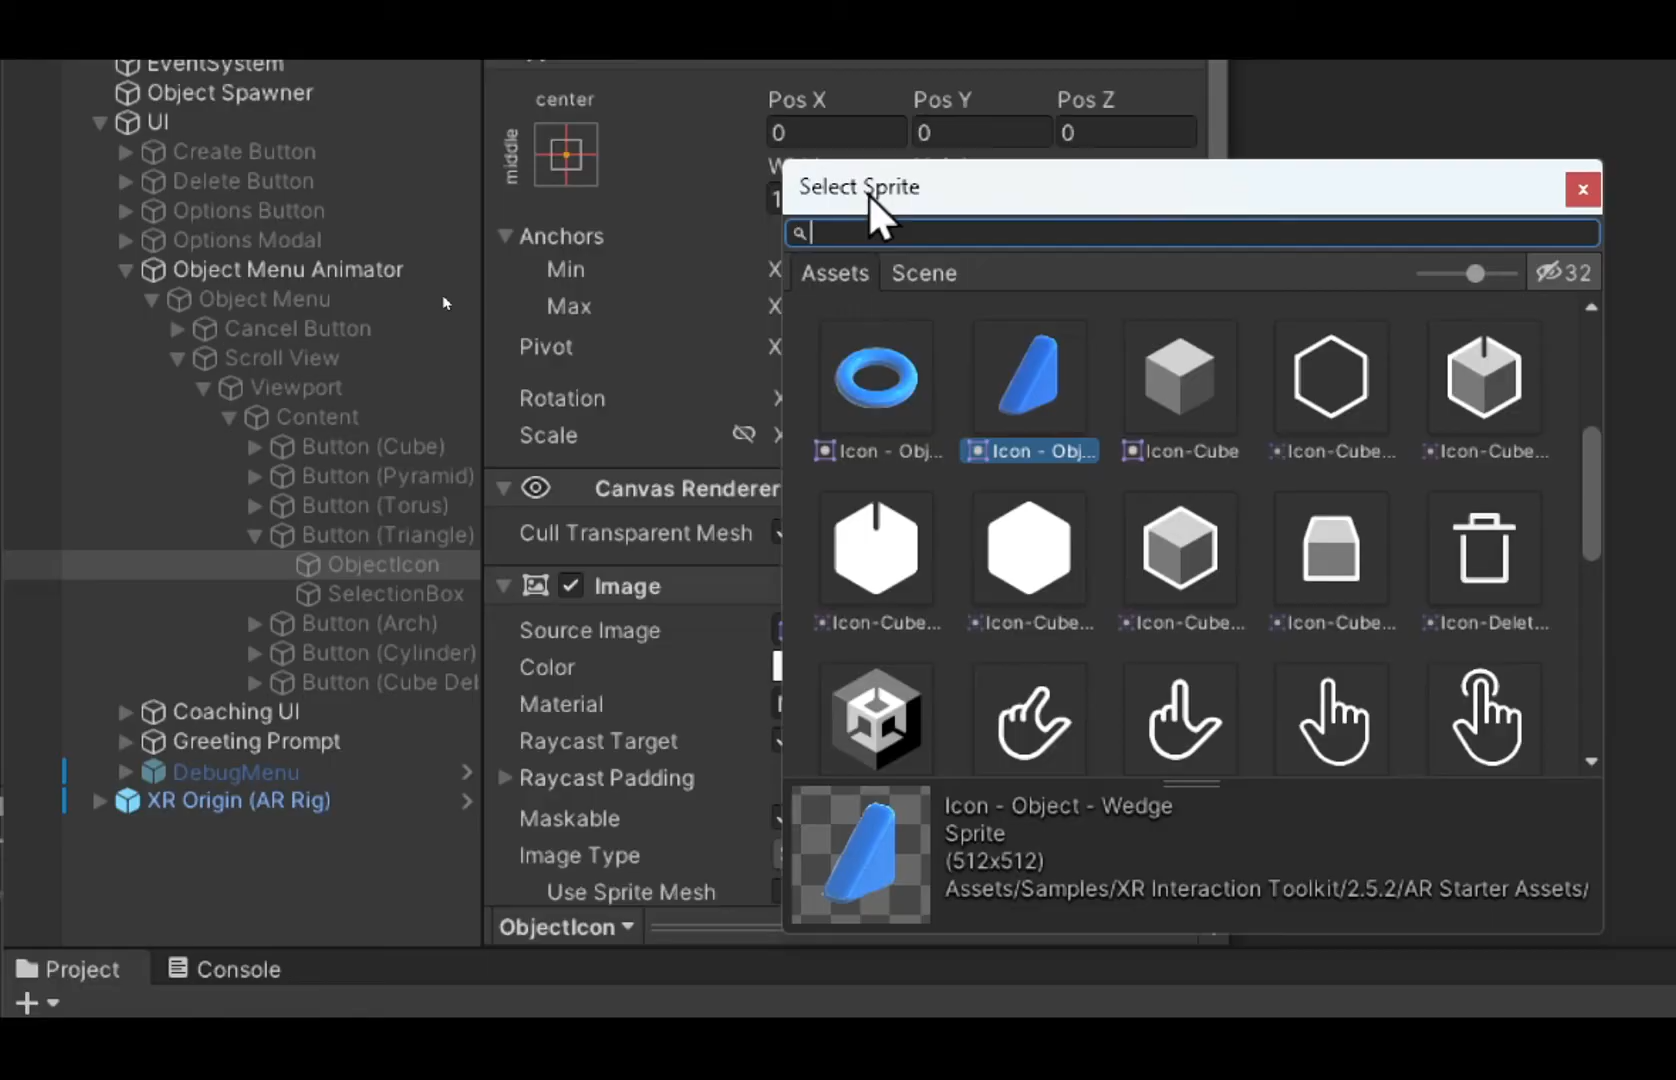 EventSystem
Object Spawner
UI
Create Button
Delete Button
Options Button
Options Modal
Object Menu Animator
Object Menu
Cancel Button
Scroll View
Viewport
Content
Button (Cube)
Button (Pyramid)
Button (Torus)
Button (Triangle)
ObjectIcon
SelectionBox
Button (Arch)
Button (Cylinder)
Button (Cube Del
Coaching UI
Greeting Prompt
DebugMenu
XR Origin (AR Rig)
center
middle
Pos X Pos Y Pos Z
0 0 0
Anchors
Min X
Max X
Pivot X
Rotation
Scale
Canvas Renderer
Cull Transparent Mesh
Image
Source Image
Color
Material
Raycast Target
Raycast Padding
Maskable
Image Type
Use Sprite Mesh
ObjectIcon
Select Sprite
x
Assets Scene 32
Icon - Obj... Icon - Obj... Icon-Cube Icon-Cube... Icon-Cube...
Icon-Cube... Icon-Cube... Icon-Cube... Icon-Cube... Icon-Delet...
Icon - Object - Wedge
Sprite
(512x512)
Assets/Samples/XR Interaction Toolkit/2.5.2/AR Starter Assets/
Project Console